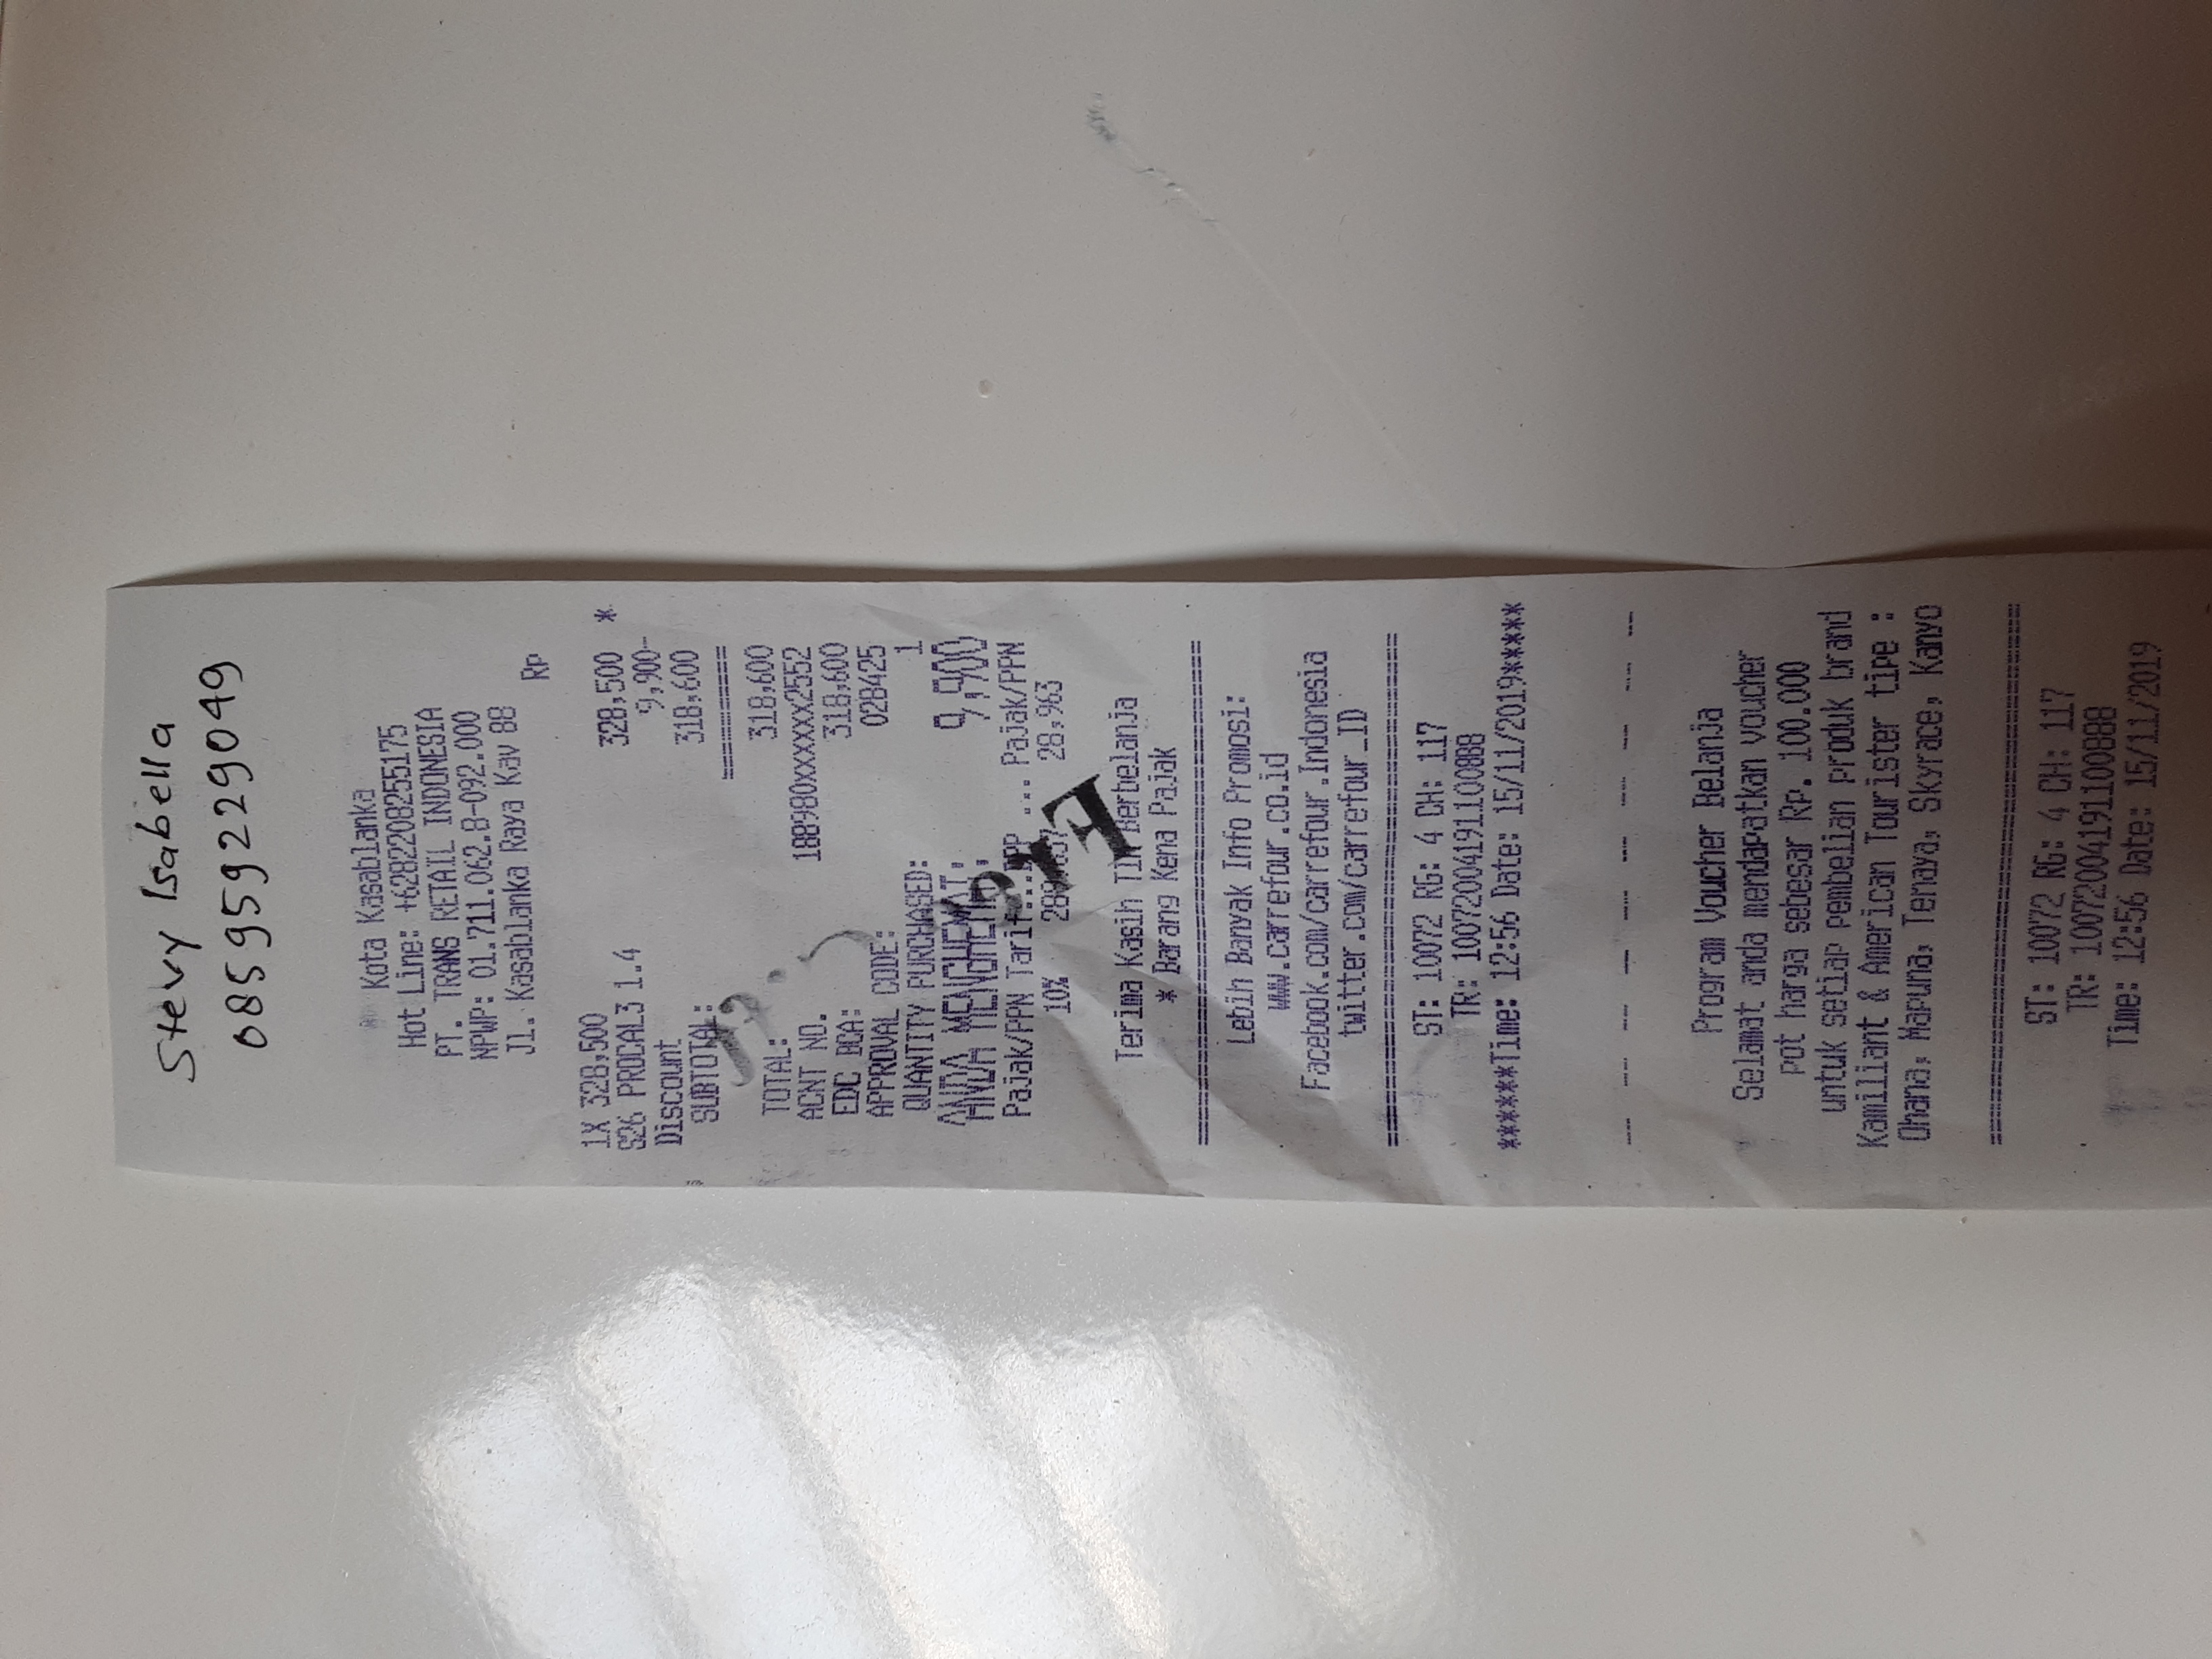 Stevy Isabella
085959229049
Kota Kasablanka
Hot Line: +6282208255175
PT. TRANS RETAIL INDONESIA
NPWP: 01.711.062.8-092.000
Jl. Kasablanka Raya Kav 88
Rp
1X 328,500
S26 PROCAL3 1.4 328,500 *
Discount 9,900-
SUBTOTAL: 318,600
TOTAL: 318,600
ACNT NO. 188980xxxxxx2552
EDC BCA: 318,600
APPROVAL CODE: 028425
QUANTITY PURCHASED: 1
ANDA MENGHEMAT: 9,900
Pajak/PPN Tarif...DPP ... Pajak/PPN
10% 28,963
Terima Kasih Berbelanja
* Barang Kena Pajak
Lebih Banyak Info Promosi:
www.carrefour.co.id
Facebook.com/carrefour.Indonesia
twitter.com/carrefour_ID
ST: 10072 RG: 4 CH: 117
TR: 10072004191100888
******Time: 12:56 Date: 15/11/2019*****
Program Voucher Belanja
Selamat anda mendapatkan voucher
pot harga sebesar Rp. 100.000
untuk setiap pembelian produk brand
Kamiliant & American Tourister tipe :
Ohana, Mapuna, Tenaya, Skyrace, Kanyo
ST: 10072 RG: 4 CH: 117
TR: 10072004191100888
Time: 12:56 Date: 15/11/2019